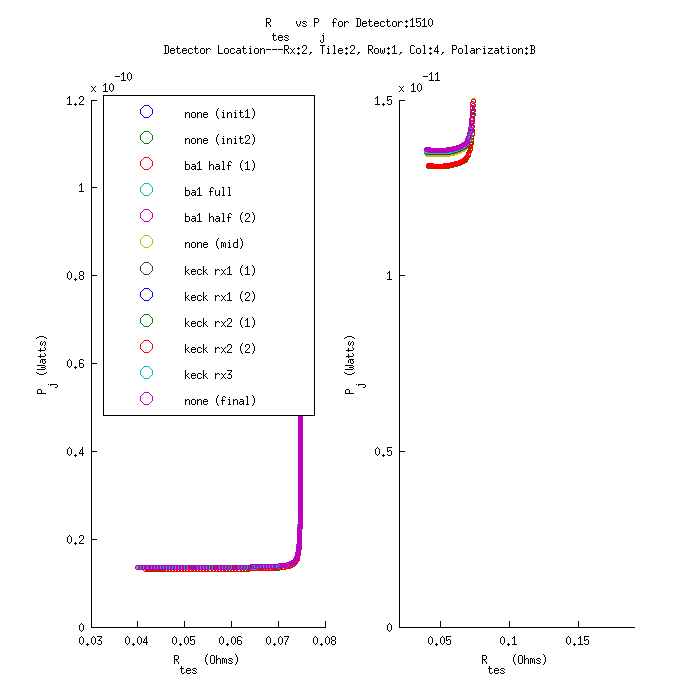 R    vs P  for Detector:1510
tes     j
Detector Location---Rx:2, Tile:2, Row:1, Col:4, Polarization:B
x 10^-10
1.2
1
0.8
0.6
0.4
0.2
0
0.03 0.04 0.05 0.06 0.07 0.08
P_j (Watts)
R_tes (Ohms)
none (init1)
none (init2)
ba1 half (1)
ba1 full
ba1 half (2)
none (mid)
keck rx1 (1)
keck rx1 (2)
keck rx2 (1)
keck rx2 (2)
keck rx3
none (final)
x 10^-11
1.5
1
0.5
0
0.05 0.1 0.15
P_j (Watts)
R_tes (Ohms)